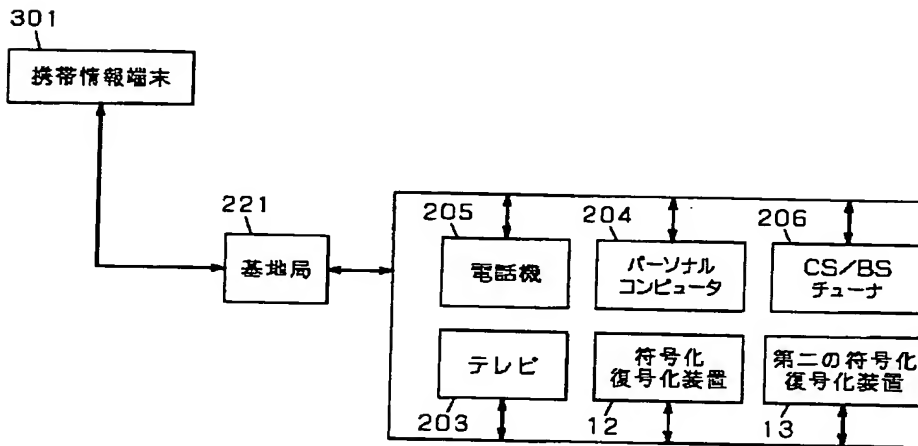 301
携帯情報端末
221
基地局
205
電話機
204
パーソナル
コンピュータ
206
CS/BS
チューナ
テレビ
203
符号化
復号化装置
12
第二の符号化
復号化装置
13